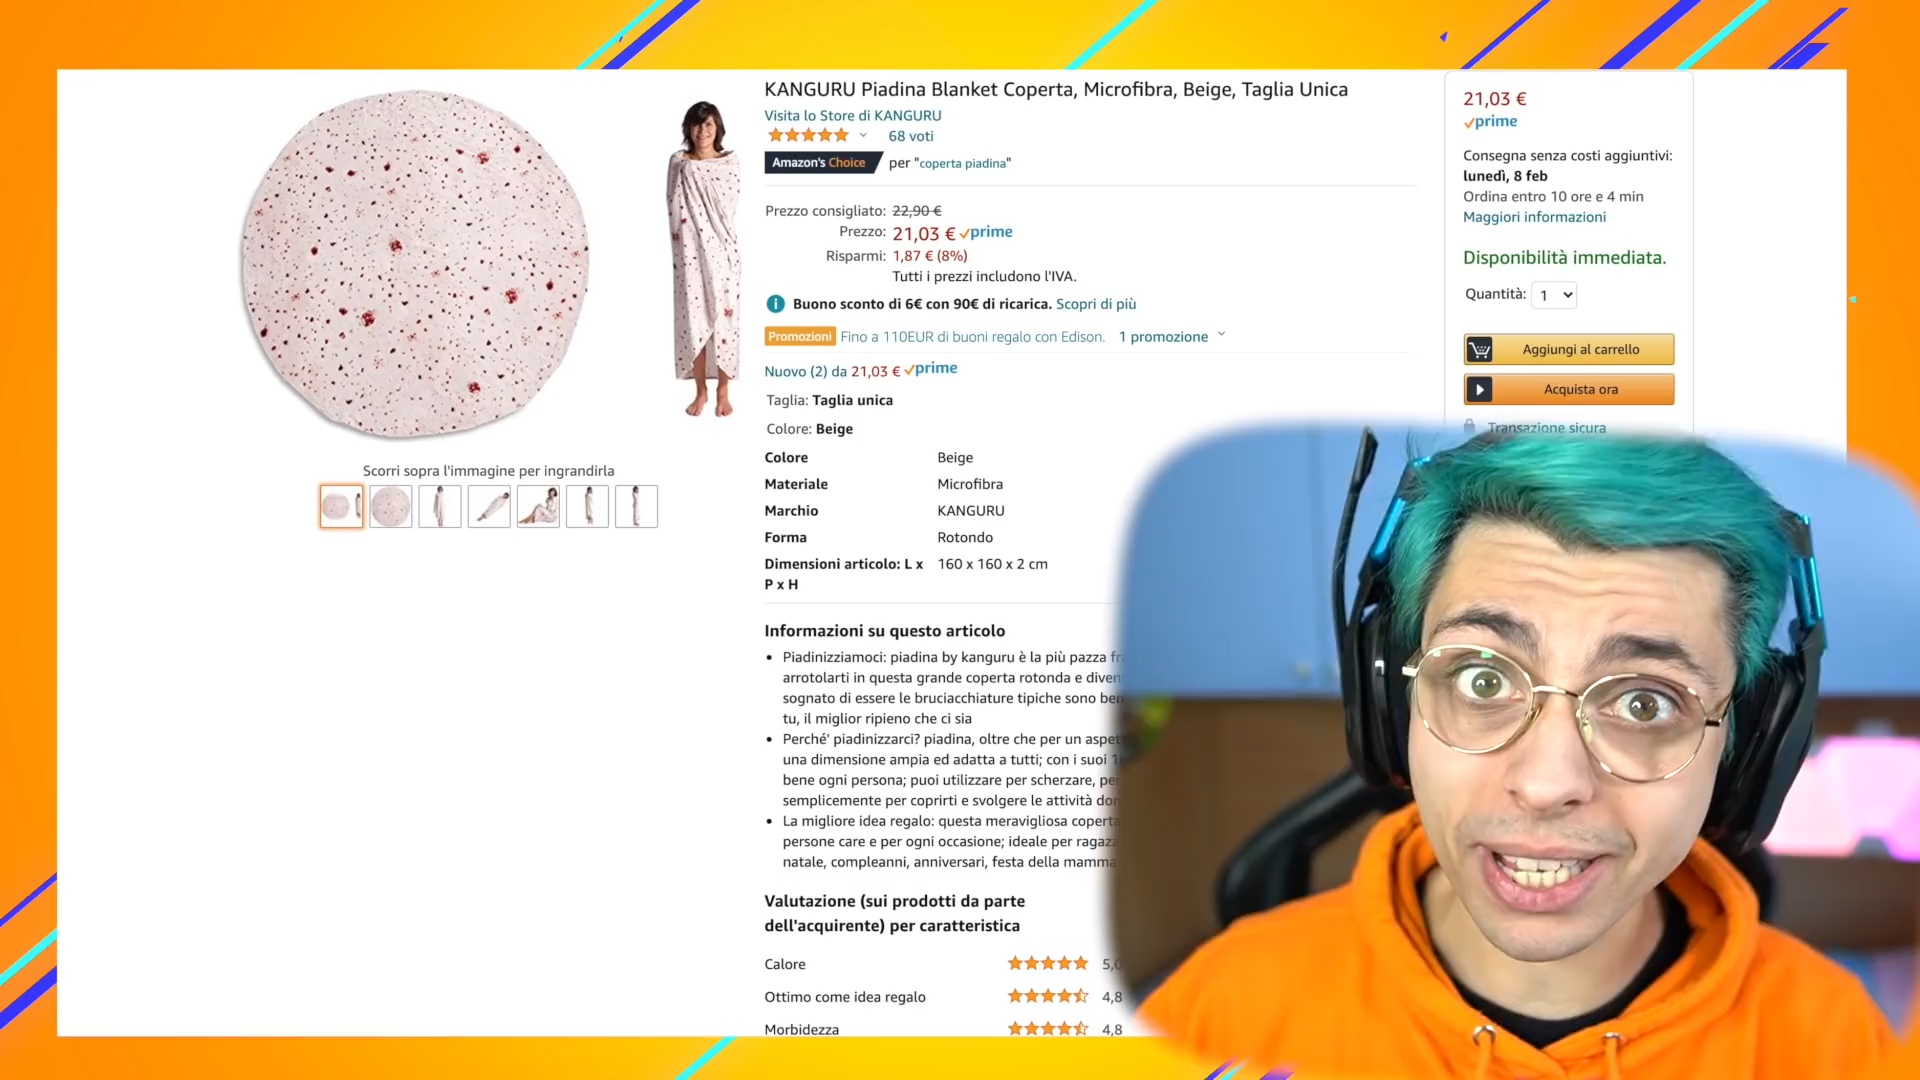 KANGURU Piadina Blanket Coperta, Microfibra, Beige, Taglia Unica
Visita lo Store di KANGURU
68 voti
Amazon's Choice per "coperta piadina"
Prezzo consigliato: 22,90 €
Prezzo: 21,03 € prime
Risparmi: 1,87 € (8%)
Tutti i prezzi includono l'IVA.
i Buono sconto di 6€ con 90€ di ricarica. Scopri di più
Promozioni Fino a 110EUR di buoni regalo con Edison. 1 promozione
Nuovo (2) da 21,03 € prime
Taglia: Taglia unica
Colore: Beige
Colore Beige
Materiale Microfibra
Marchio KANGURU
Forma Rotondo
Dimensioni articolo: L x 160 x 160 x 2 cm
P x H
Scorri sopra l'immagine per ingrandirla
Informazioni su questo articolo
Piadinizziamoci: piadina by kanguru è la più pazza
arrotolarti in questa grande coperta rotonda e
sognato di essere le bruciacchiature tipiche sono
tu, il miglior ripieno che ci sia
Perché' piadinizzarci? piadina, oltre che per un
una dimensione ampia ed adatta a tutti; con i suoi
bene ogni persona; puoi utilizzare per scherzare,
semplicemente per coprirti e svolgere le attività
La migliore idea regalo: questa meravigliosa coperta
persone care e per ogni occasione; ideale per
natale, compleanni, anniversari, festa della mamma
Valutazione (sui prodotti da parte
dell'acquirente) per caratteristica
Calore 5,0
Ottimo come idea regalo 4,8
Morbidezza 4,8
21,03 €
prime
Consegna senza costi aggiuntivi:
lunedì, 8 feb
Ordina entro 10 ore e 4 min
Maggiori informazioni
Disponibilità immediata.
Quantità: 1
Aggiungi al carrello
Acquista ora
Transazione sicura